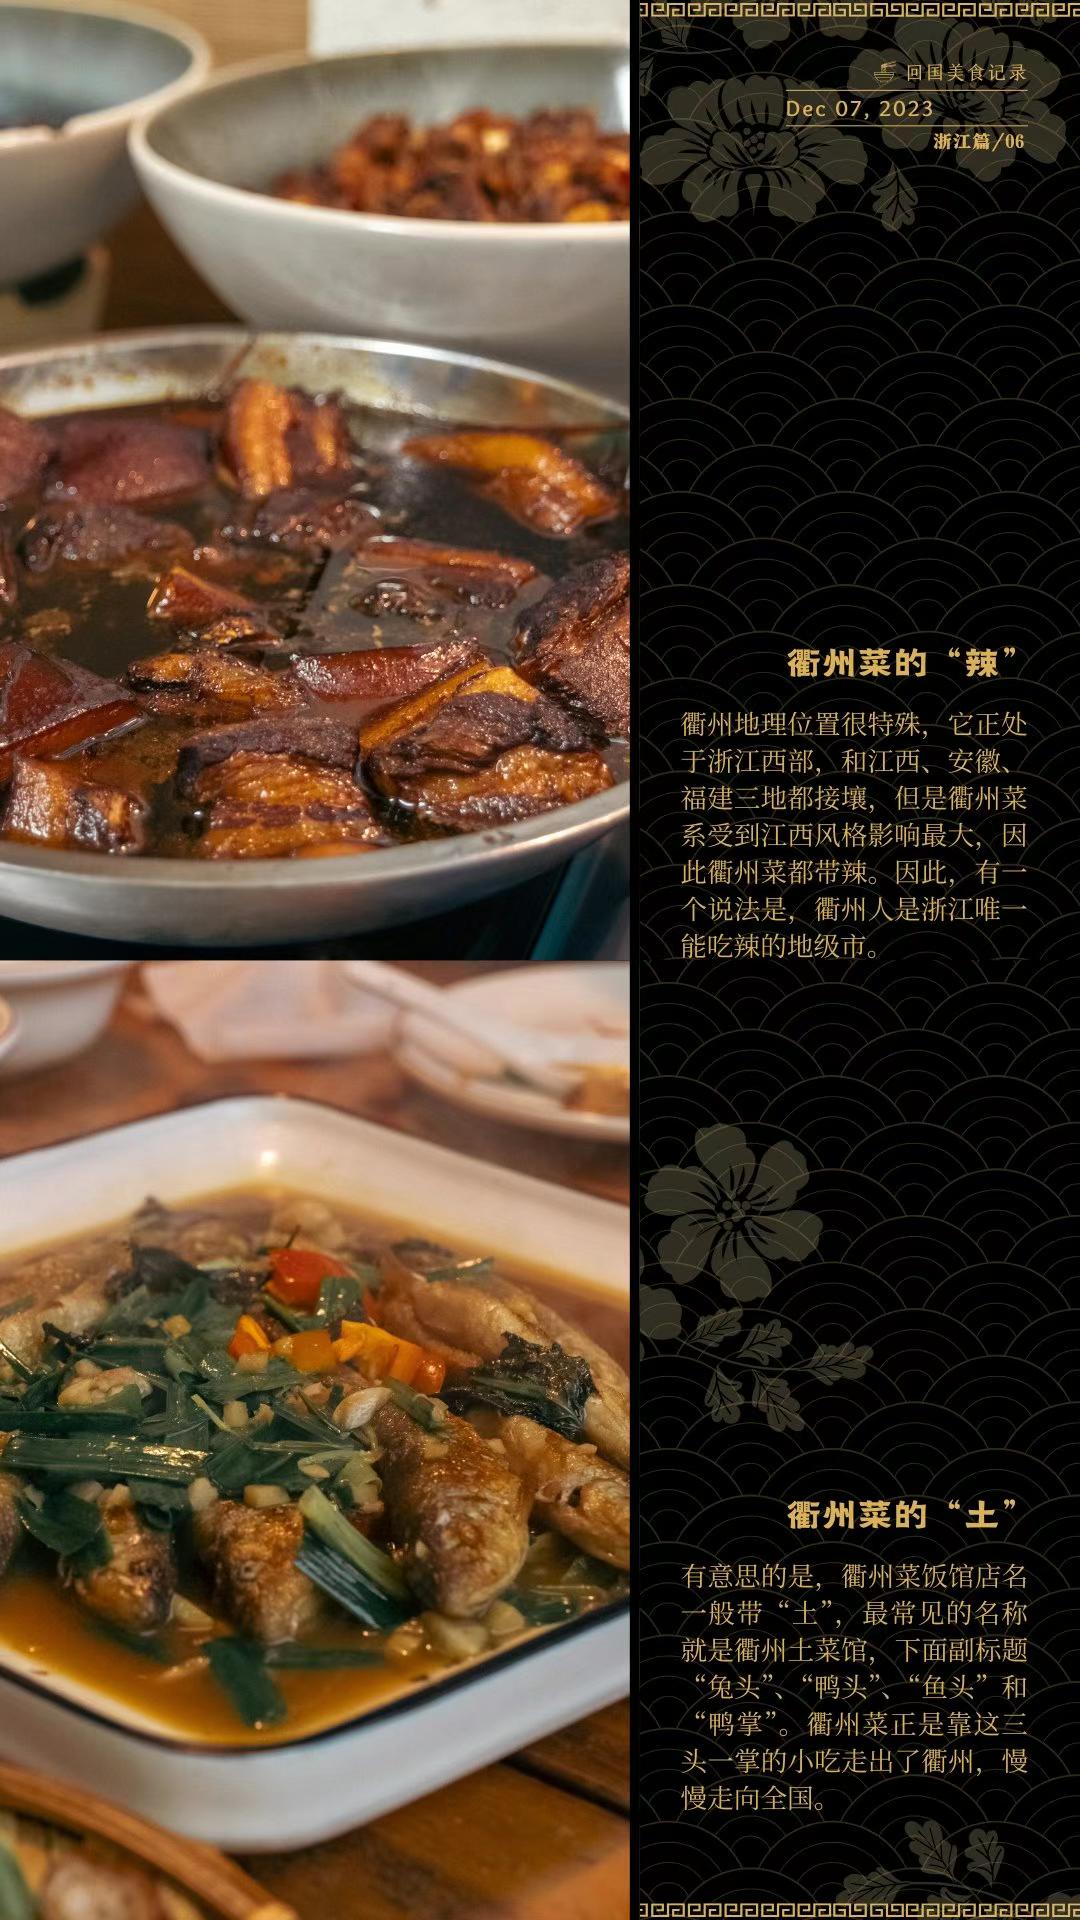 回国美食记录
Dec 07, 2023
浙江篇/06
衢州菜的“辣”
衢州地理位置很特殊，它正处
于浙江西部，和江西、安徽、
福建三地都接壤，但是衢州菜
系受到江西风格影响最大，因
此衢州菜都带辣。因此，有一
个说法是，衢州人是浙江唯一
能吃辣的地级市。
衢州菜的“土”
有意思的是，衢州菜饭馆店名
一般带“土”，最常见的名称
就是衢州土菜馆，下面副标题
“兔头”、“鸭头”、“鱼头”和
“鸭掌”。衢州菜正是靠这三
头一掌的小吃走出了衢州，慢
慢走向全国。